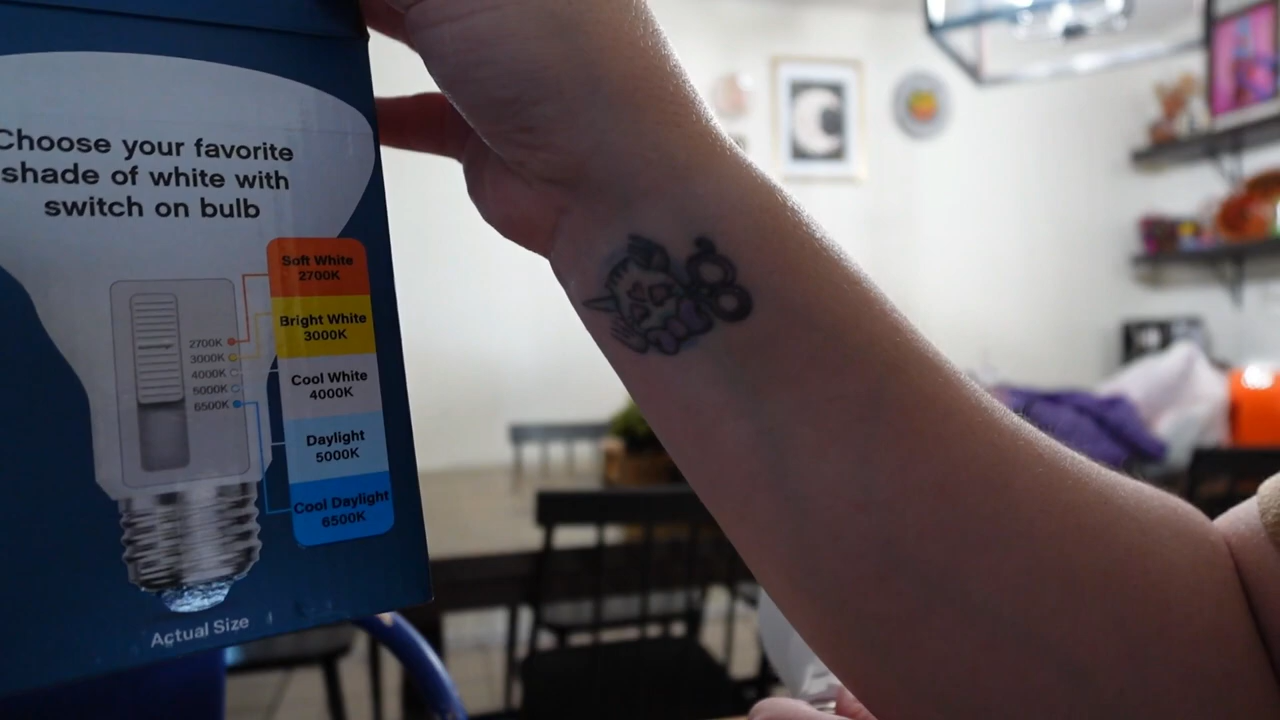 Choose your favorite
shade of white with
switch on bulb
Soft White
2700K
Bright White
3000K
Cool White
4000K
Daylight
5000K
Cool Daylight
6500K
2700K
3000K
4000K
5000K
6500K
Actual Size